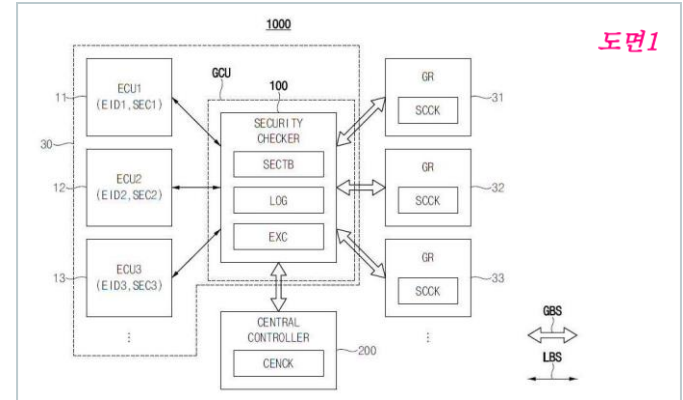 1000
도면1
ECU1
(EID1,SEC1)
11
30
ECU2
(EID2,SEC2)
12
ECU3
(EID3,SEC3)
13
⋮
GCU
100
SECURITY
CHECKER
SECTB
LOG
EXC
CENTRAL
CONTROLLER
CENCK
200
GR
SCCK
31
GR
SCCK
32
GR
SCCK
33
⋮
GBS
LBS